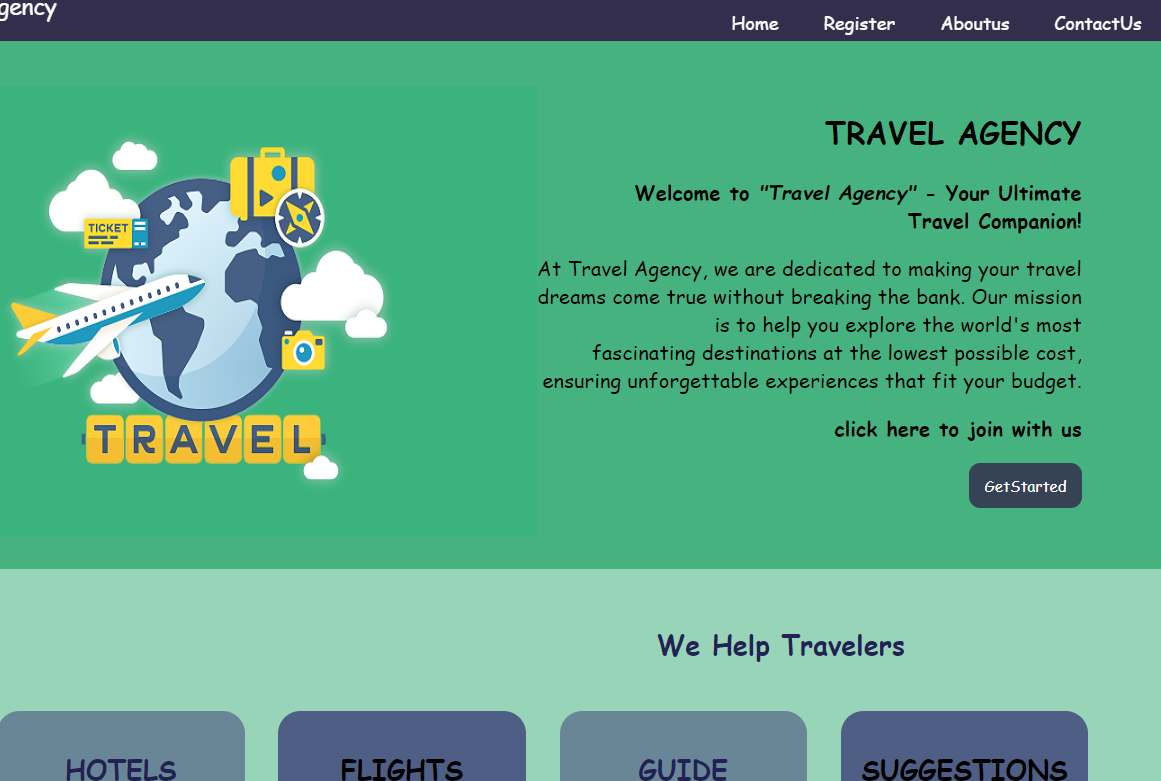 gency
Home Register Aboutus ContactUs
TRAVEL AGENCY
Welcome to "Travel Agency" - Your Ultimate
Travel Companion!
At Travel Agency, we are dedicated to making your travel
dreams come true without breaking the bank. Our mission
is to help you explore the world's most
fascinating destinations at the lowest possible cost,
ensuring unforgettable experiences that fit your budget.
click here to join with us
GetStarted
TICKET
TRAVEL
We Help Travelers
HOTELS FLIGHTS GUIDE SUGGESTIONS